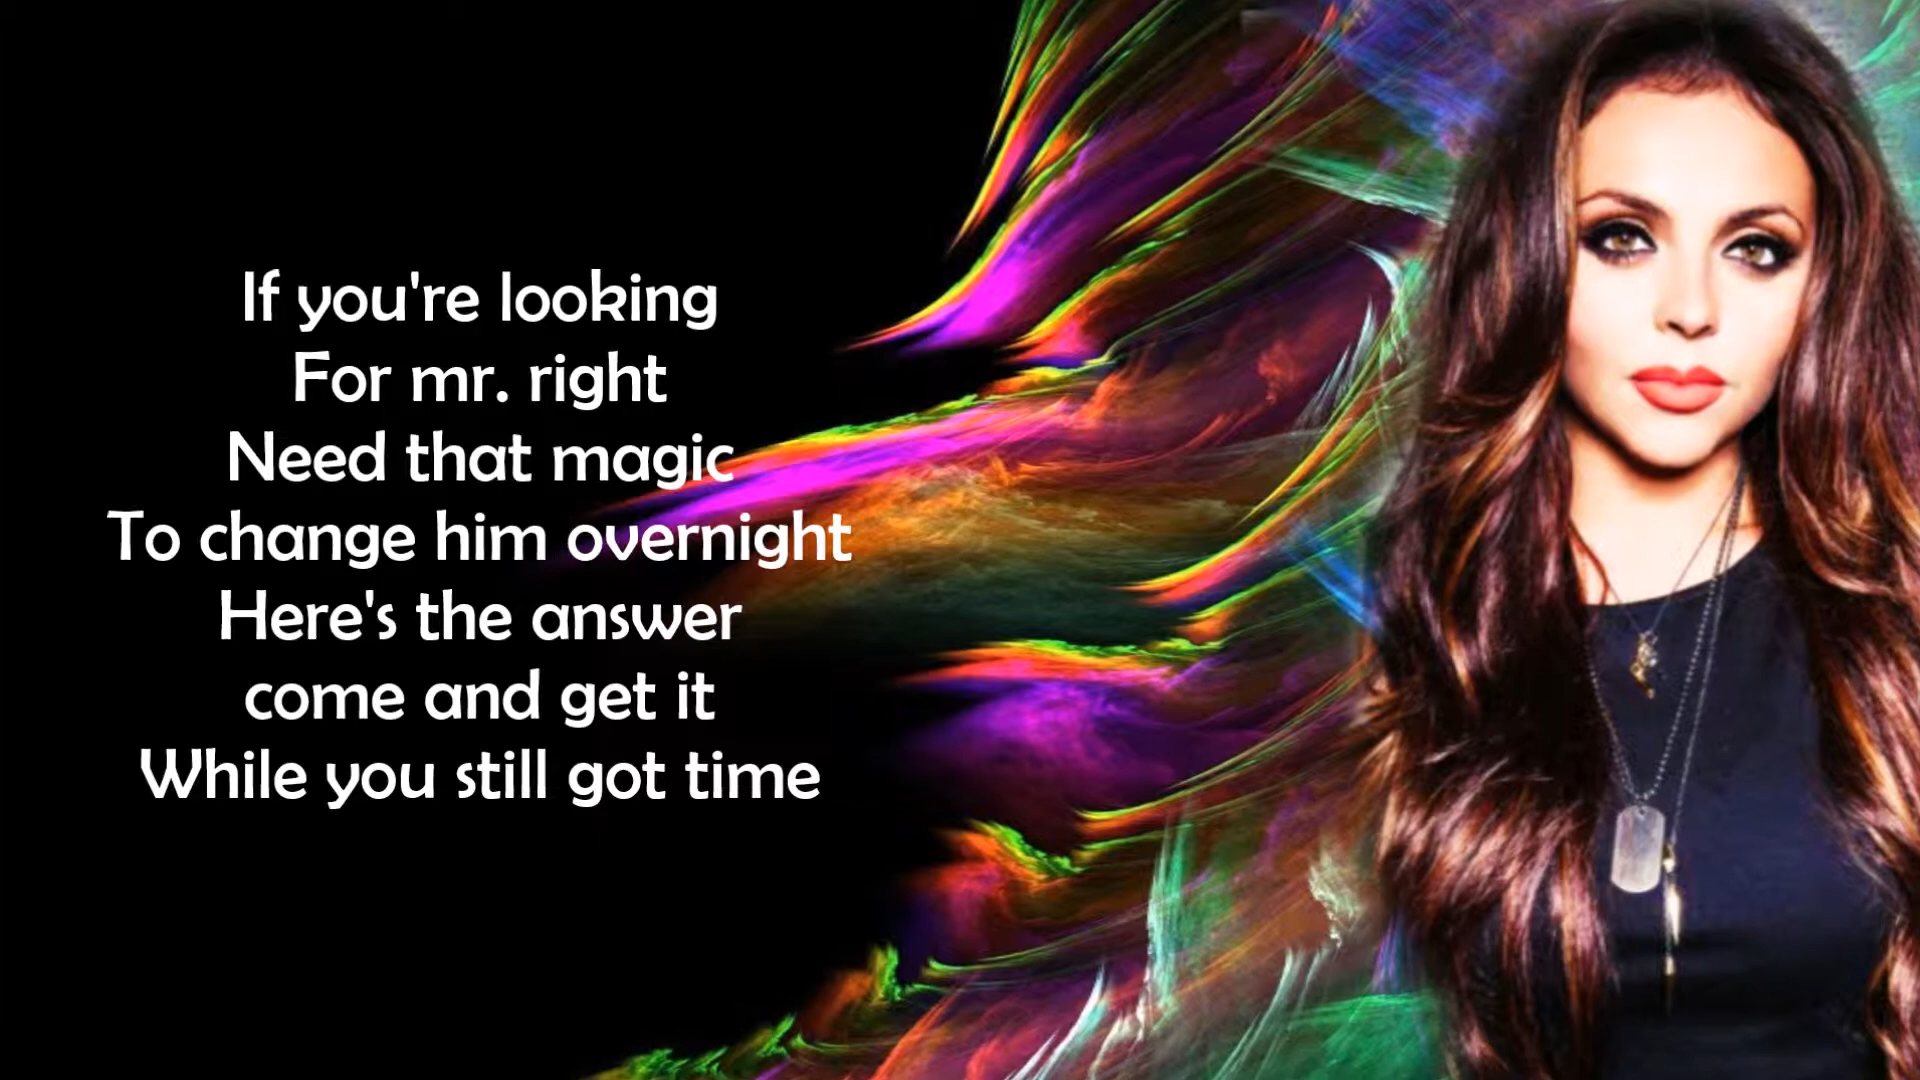 If you're looking
For mr. right
Need that magic
To change him overnight
Here's the answer
come and get it
While you still got time